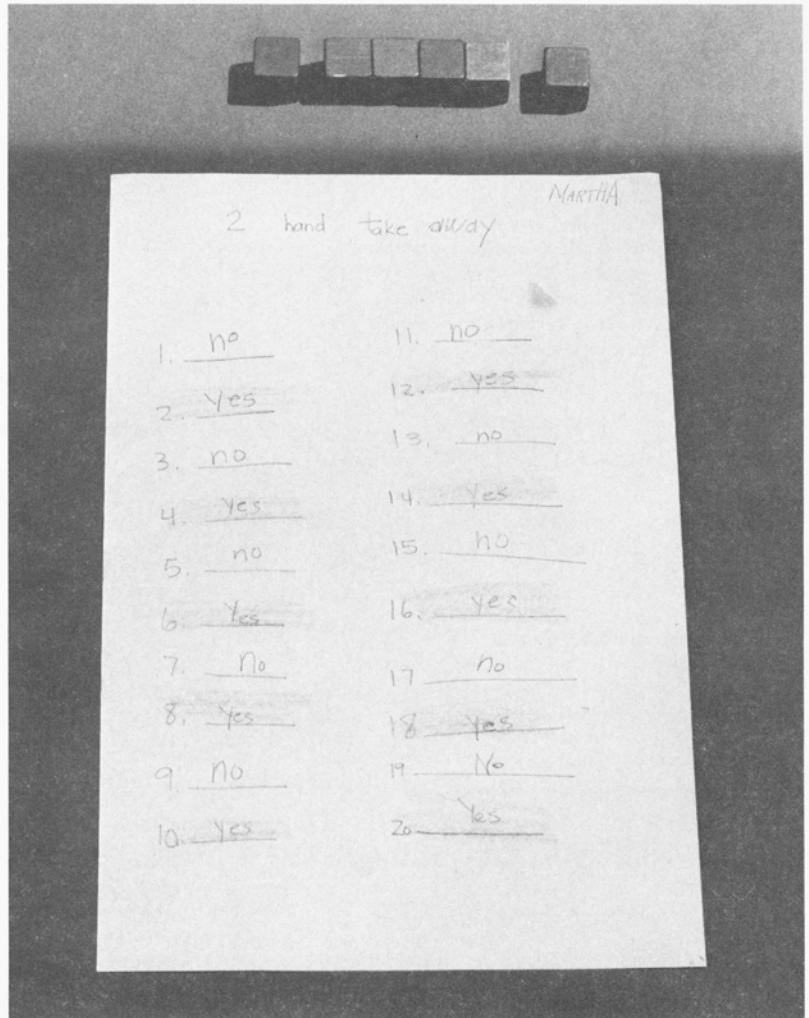 MARTHA
2 hand take away
1. no
2. yes
3. no
4. yes
5. no
6. Yes
7. no
8. yes
9. no
10. yes
11. no
12. yes
13. no
14. yes
15. no
16. yes
17 no
18 yes
19 No
20 Yes